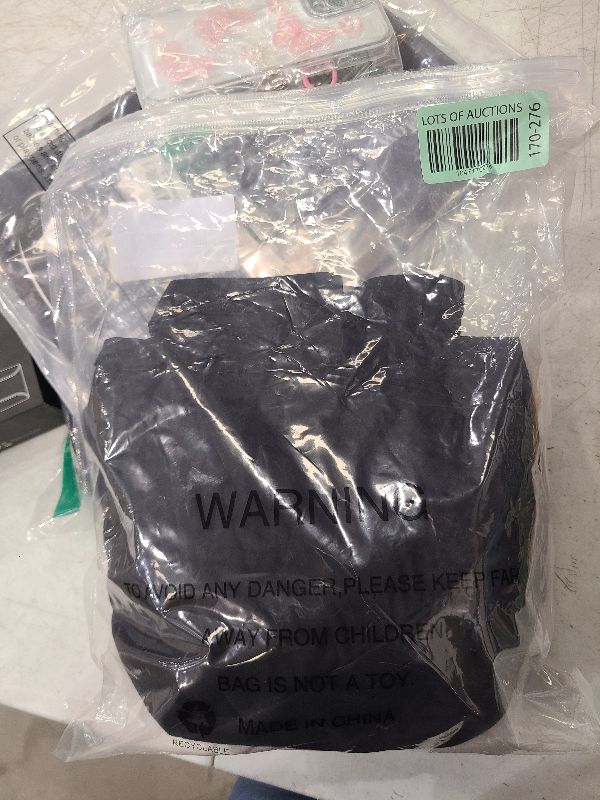 LOTS OF AUCTIONS
170-276
WARNING
TO AVOID ANY DANGER,PLEASE KEEP FAR
AWAY FROM CHILDREN.
BAG IS NOT A TOY.
MADE IN CHINA
RECYCLABLE